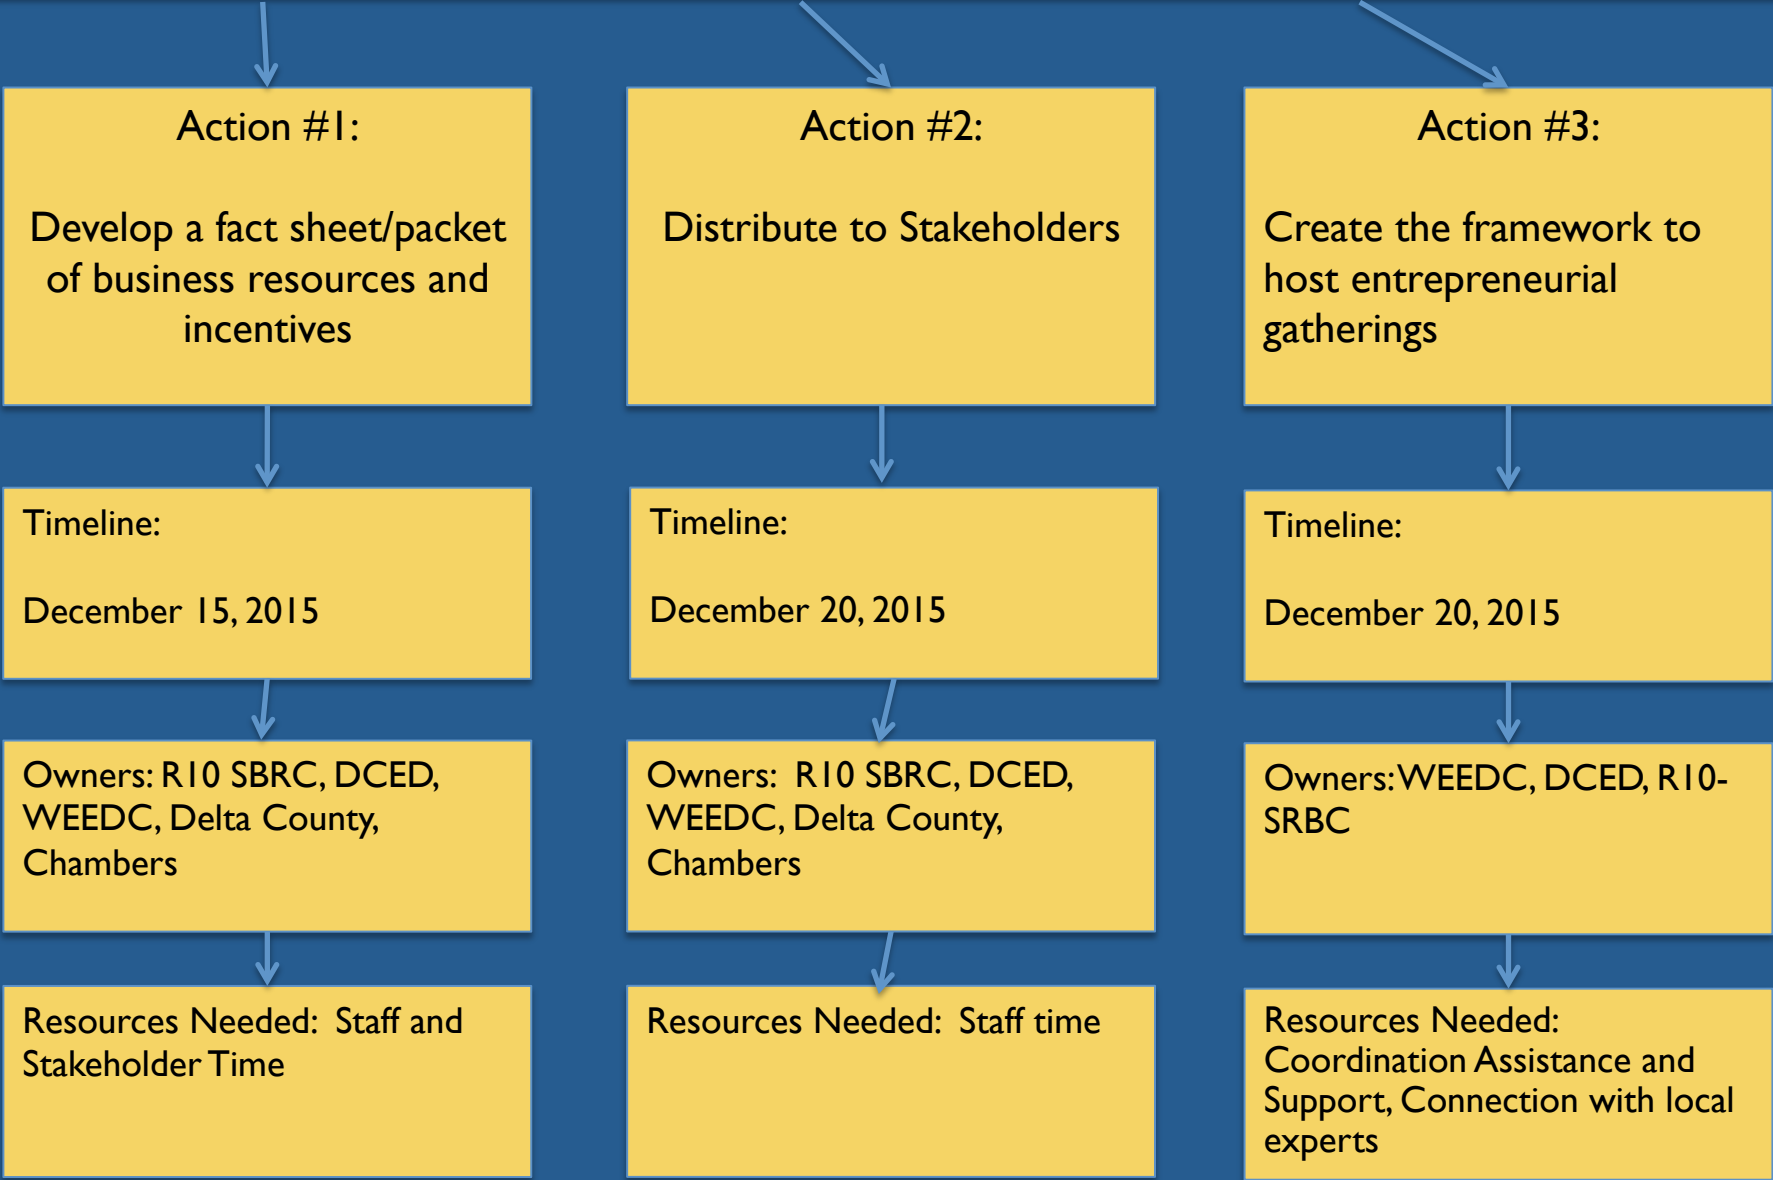 Action #1:
Develop a fact sheet/packet
of business resources and
incentives
Timeline:
December 15, 2015
Owners: R10 SBRC, DCED,
WEEDC, Delta County,
Chambers
Resources Needed: Staff and
Stakeholder Time
Action #2:
Distribute to Stakeholders
Timeline:
December 20, 2015
Owners: R10 SBRC, DCED,
WEEDC, Delta County,
Chambers
Resources Needed: Staff time
Action #3:
Create the framework to
host entrepreneurial
gatherings
Timeline:
December 20, 2015
Owners: WEEDC, DCED, R10-
SRBC
Resources Needed:
Coordination Assistance and
Support, Connection with local
experts